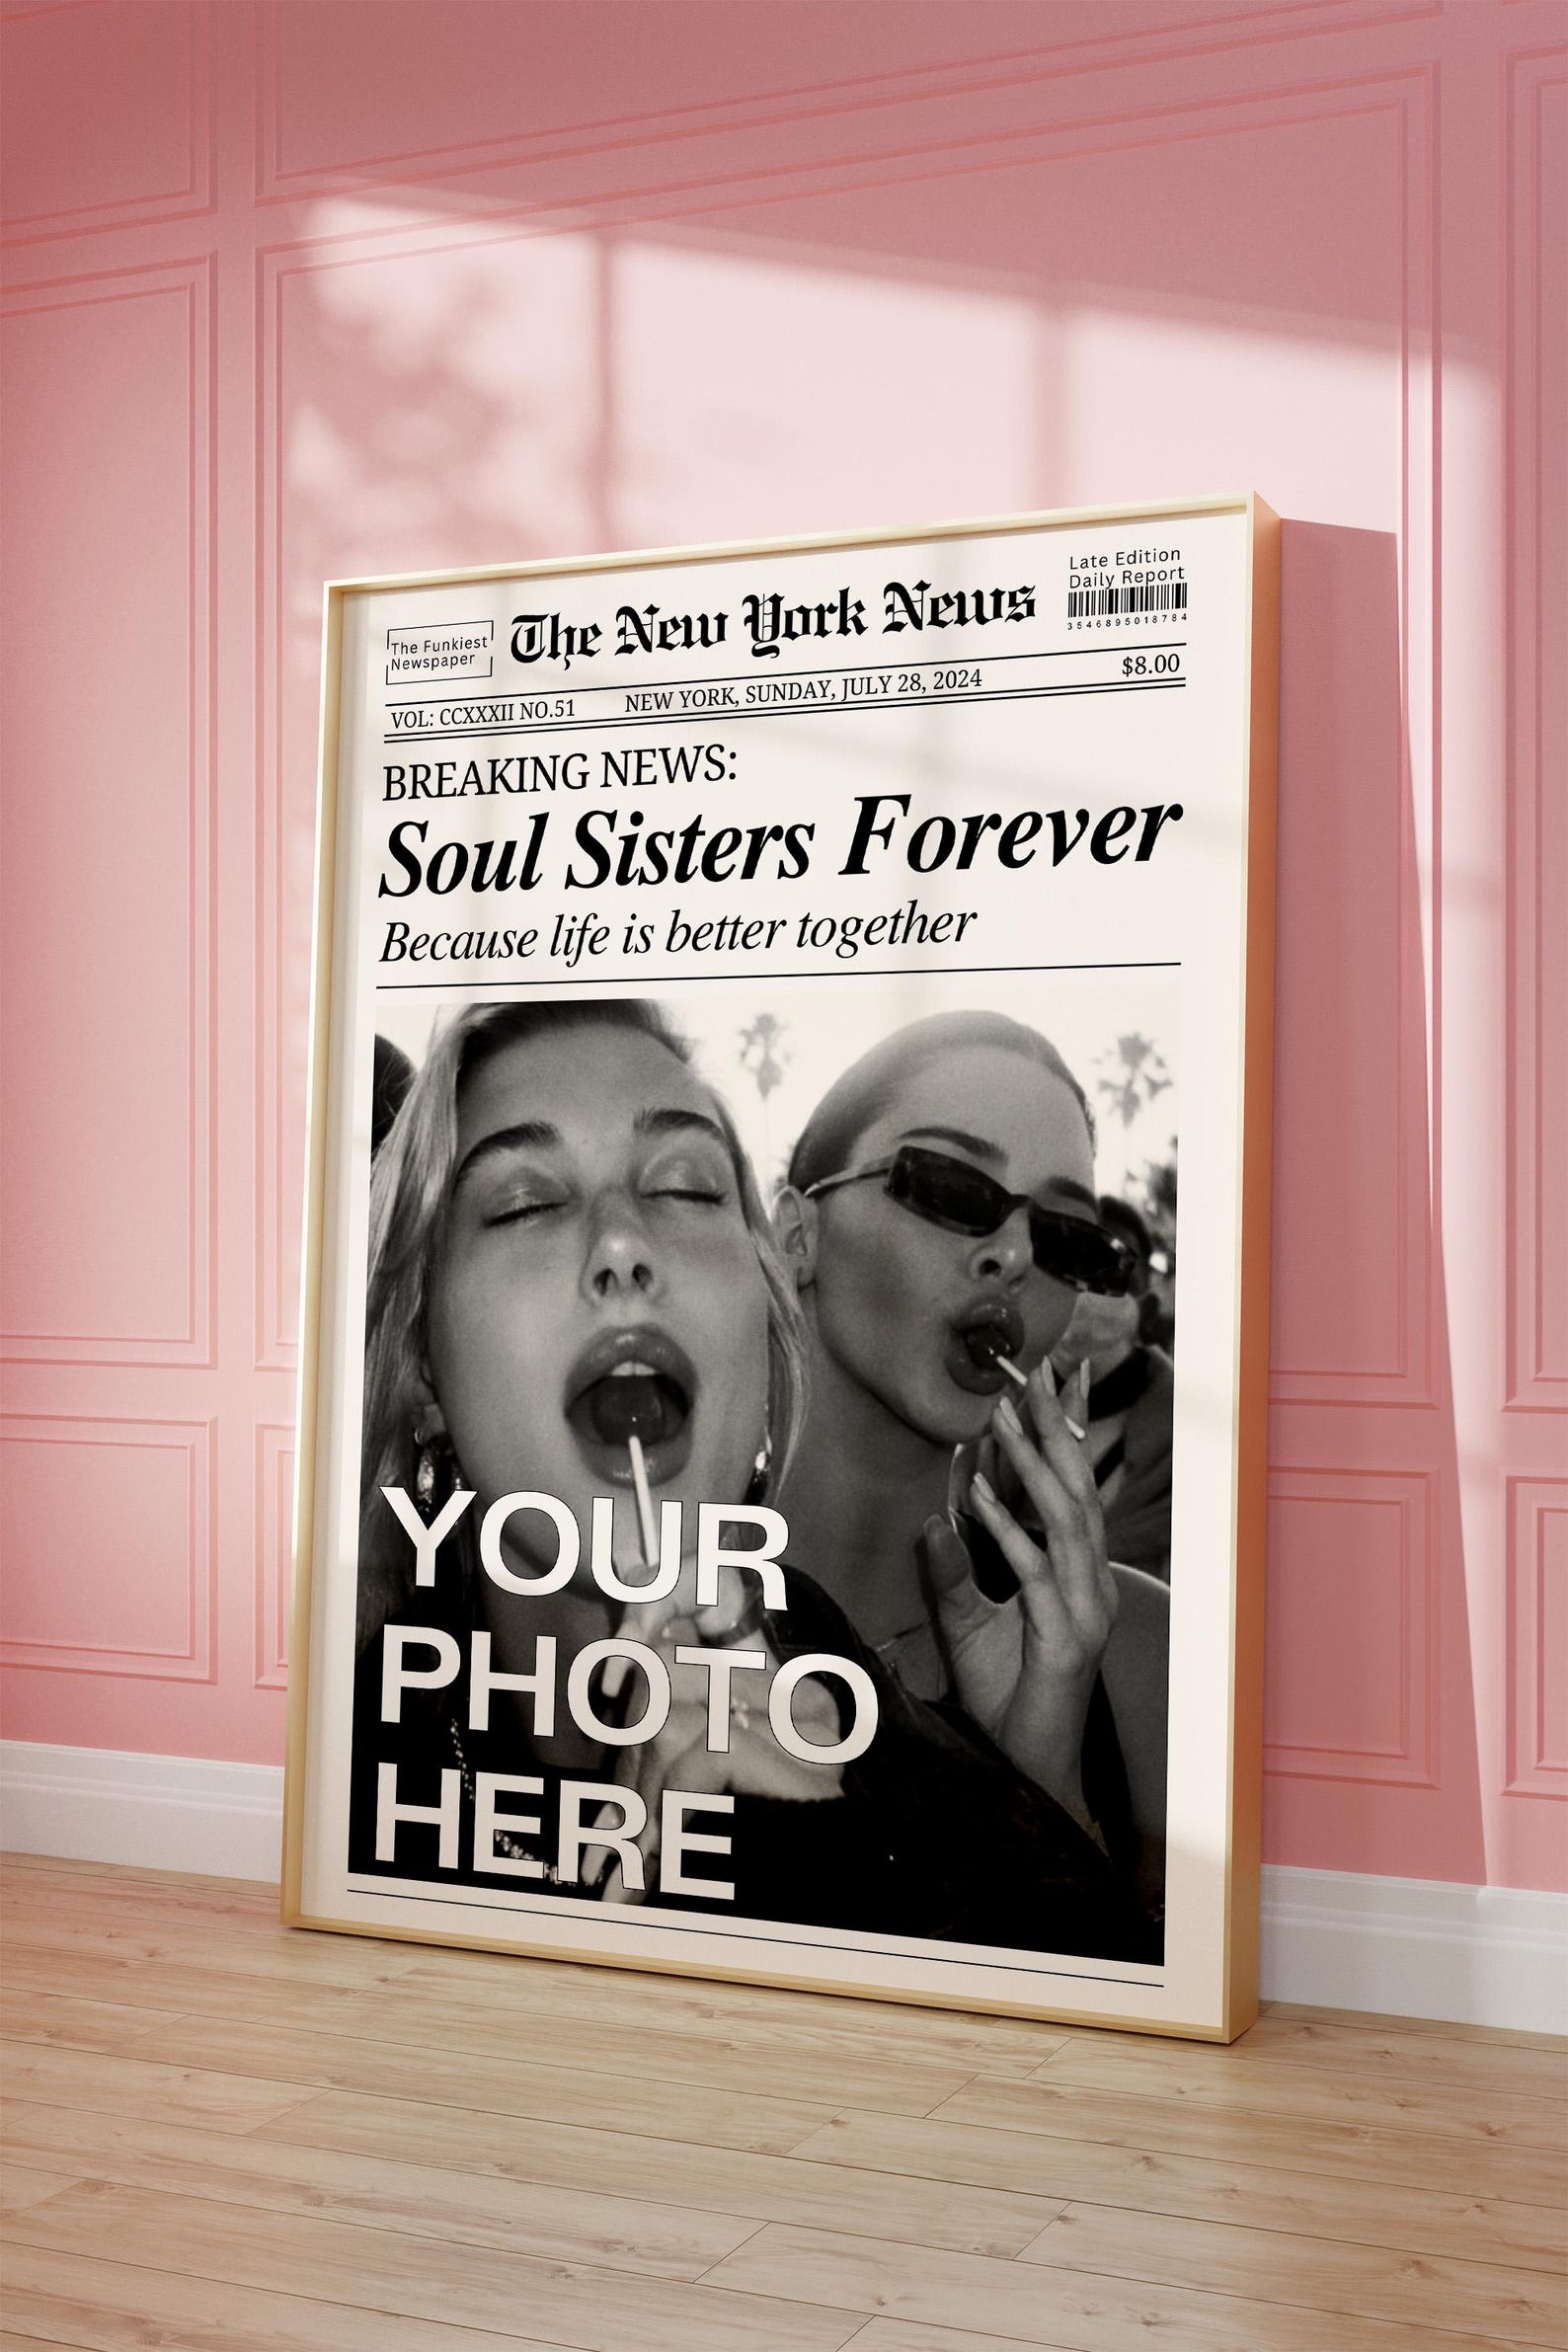 The Funkiest
Newspaper
The New York News
Late Edition
Daily Report
3546895018784
VOL: CCXXXII NO.51 NEW YORK, SUNDAY, JULY 28, 2024 $8.00
BREAKING NEWS:
Soul Sisters Forever
Because life is better together
YOUR
PHOTO
HERE